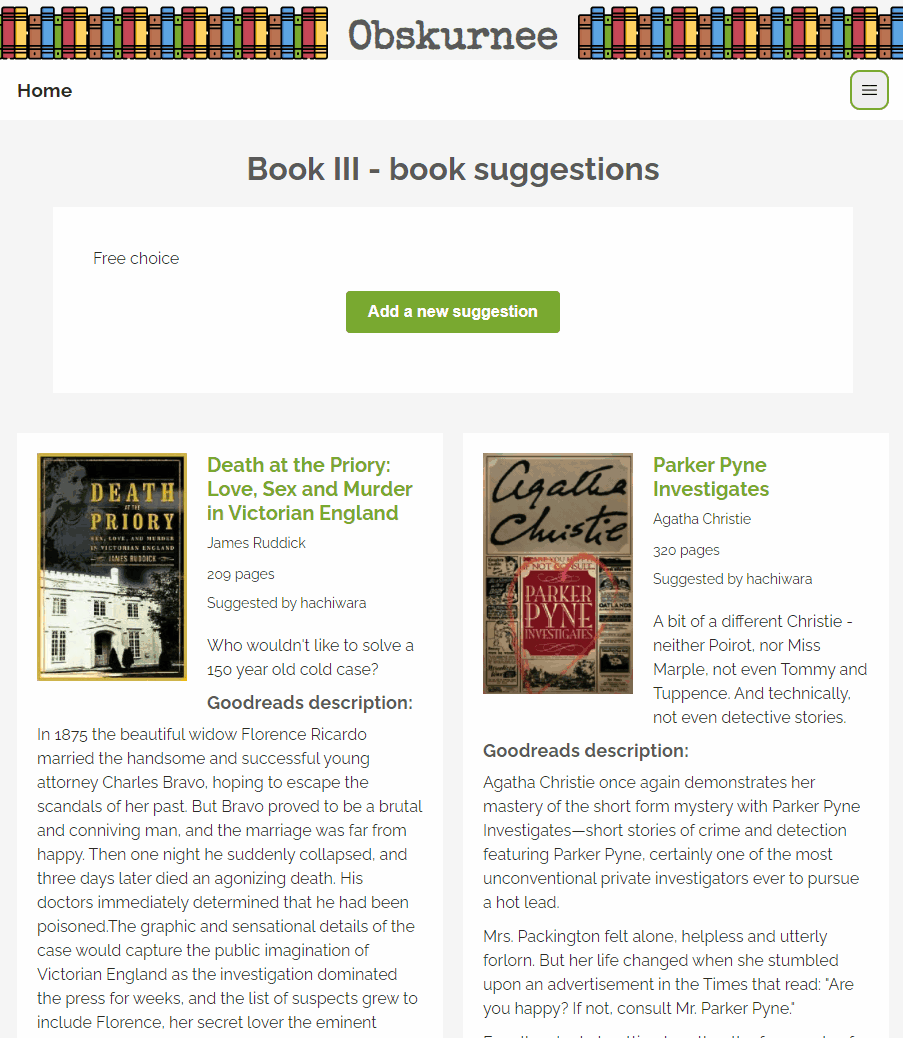 Obskurnee
Home
Book III - book suggestions
Free choice
Add a new suggestion
DEATH
AT THE
PRIORY
SEX, LOVE, AND MURDER
IN VICTORIAN ENGLAND
JAMES RUDDICK
Death at the Priory:
Love, Sex and Murder
in Victorian England
James Ruddick
209 pages
Suggested by hachiwara
Who wouldn't like to solve a
150 year old cold case?
Goodreads description:
In 1875 the beautiful widow Florence Ricardo
married the handsome and successful young
attorney Charles Bravo, hoping to escape the
scandals of her past. But Bravo proved to be a brutal
and conniving man, and the marriage was far from
happy. Then one night he suddenly collapsed, and
three days later died an agonizing death. His
doctors immediately determined that he had been
poisoned.The graphic and sensational details of the
case would capture the public imagination of
Victorian England as the investigation dominated
the press for weeks, and the list of suspects grew to
include Florence, her secret lover the eminent
Agatha
Christie
PARKER
PYNE
INVESTIGATES
Parker Pyne
Investigates
Agatha Christie
320 pages
Suggested by hachiwara
A bit of a different Christie -
neither Poirot, nor Miss
Marple, not even Tommy and
Tuppence. And technically,
not even detective stories.
Goodreads description:
Agatha Christie once again demonstrates her
mastery of the short form mystery with Parker Pyne
Investigates—short stories of crime and detection
featuring Parker Pyne, certainly one of the most
unconventional private investigators ever to pursue
a hot lead.
Mrs. Packington felt alone, helpless and utterly
forlorn. But her life changed when she stumbled
upon an advertisement in the Times that read: “Are
you happy? If not, consult Mr. Parker Pyne.”